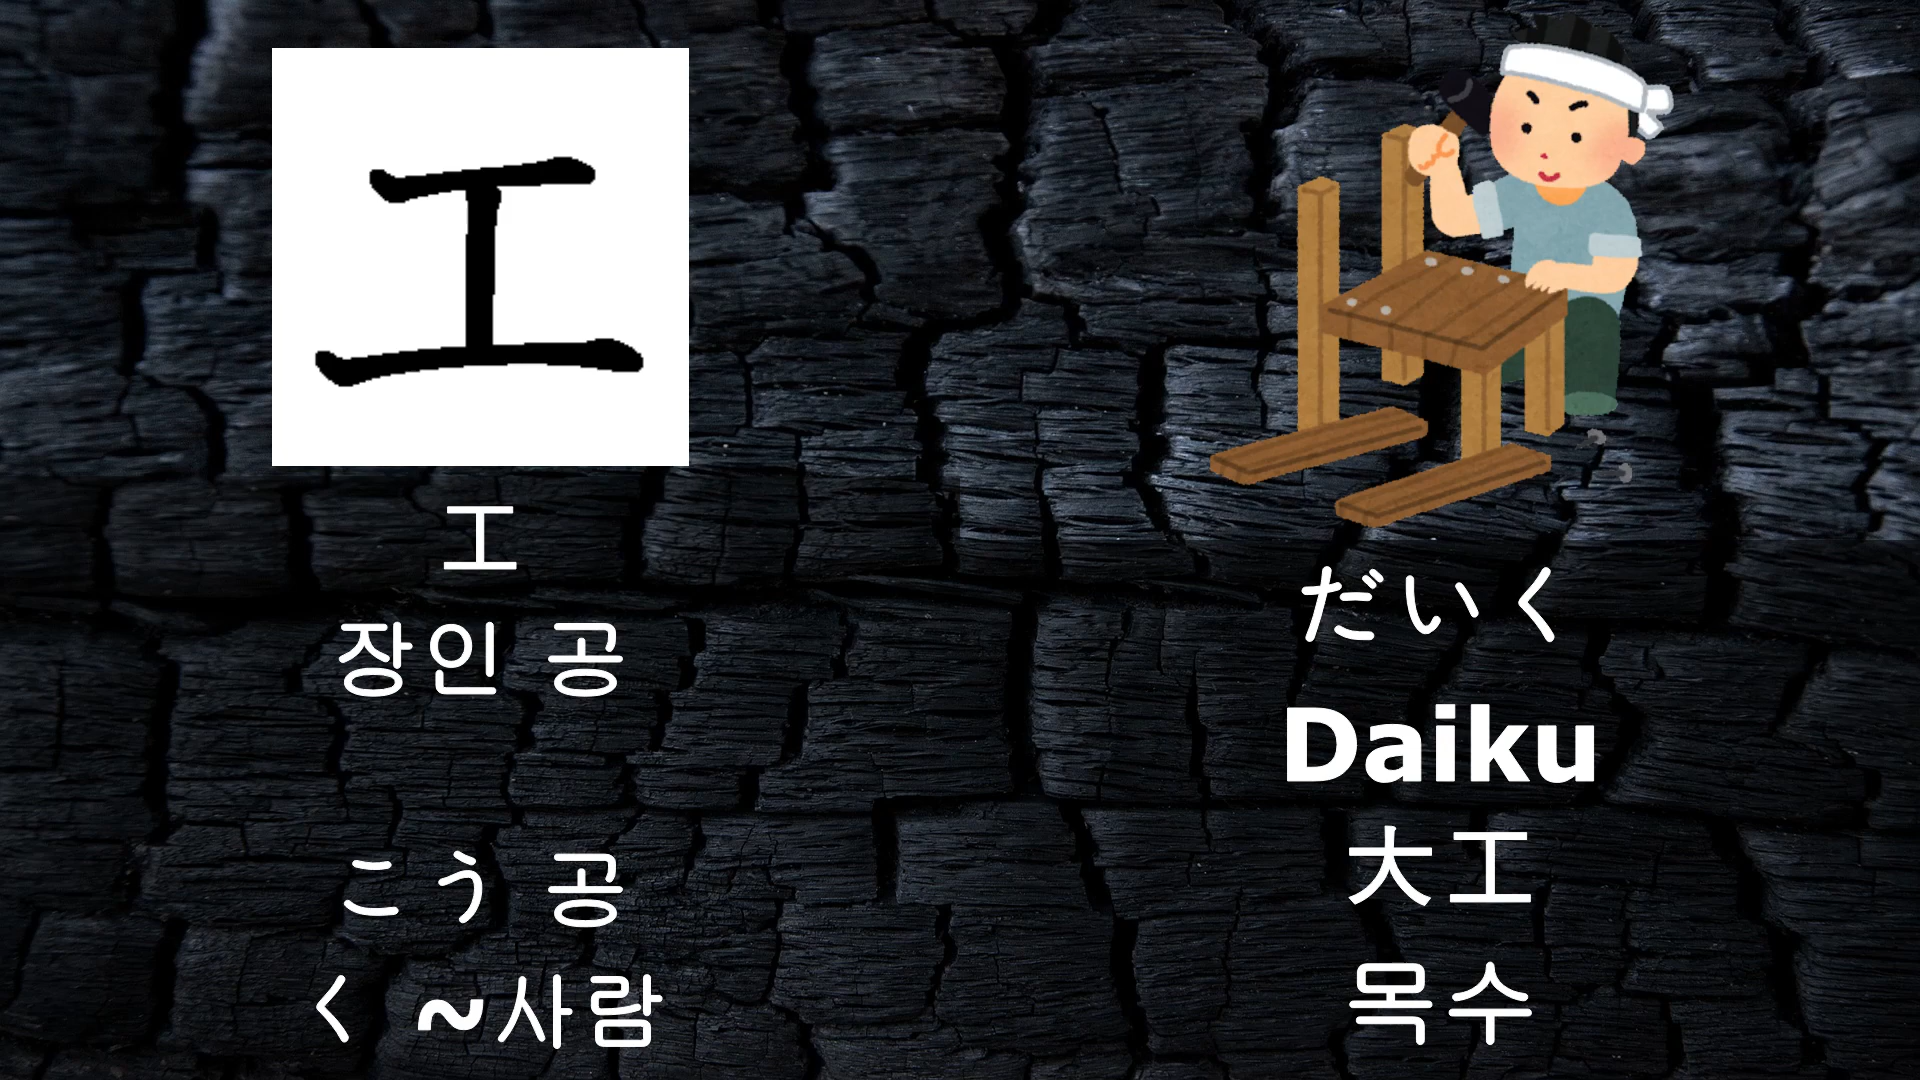 工
工
장인 공
こう 공
く ~사람
だいく
Daiku
大工
목수